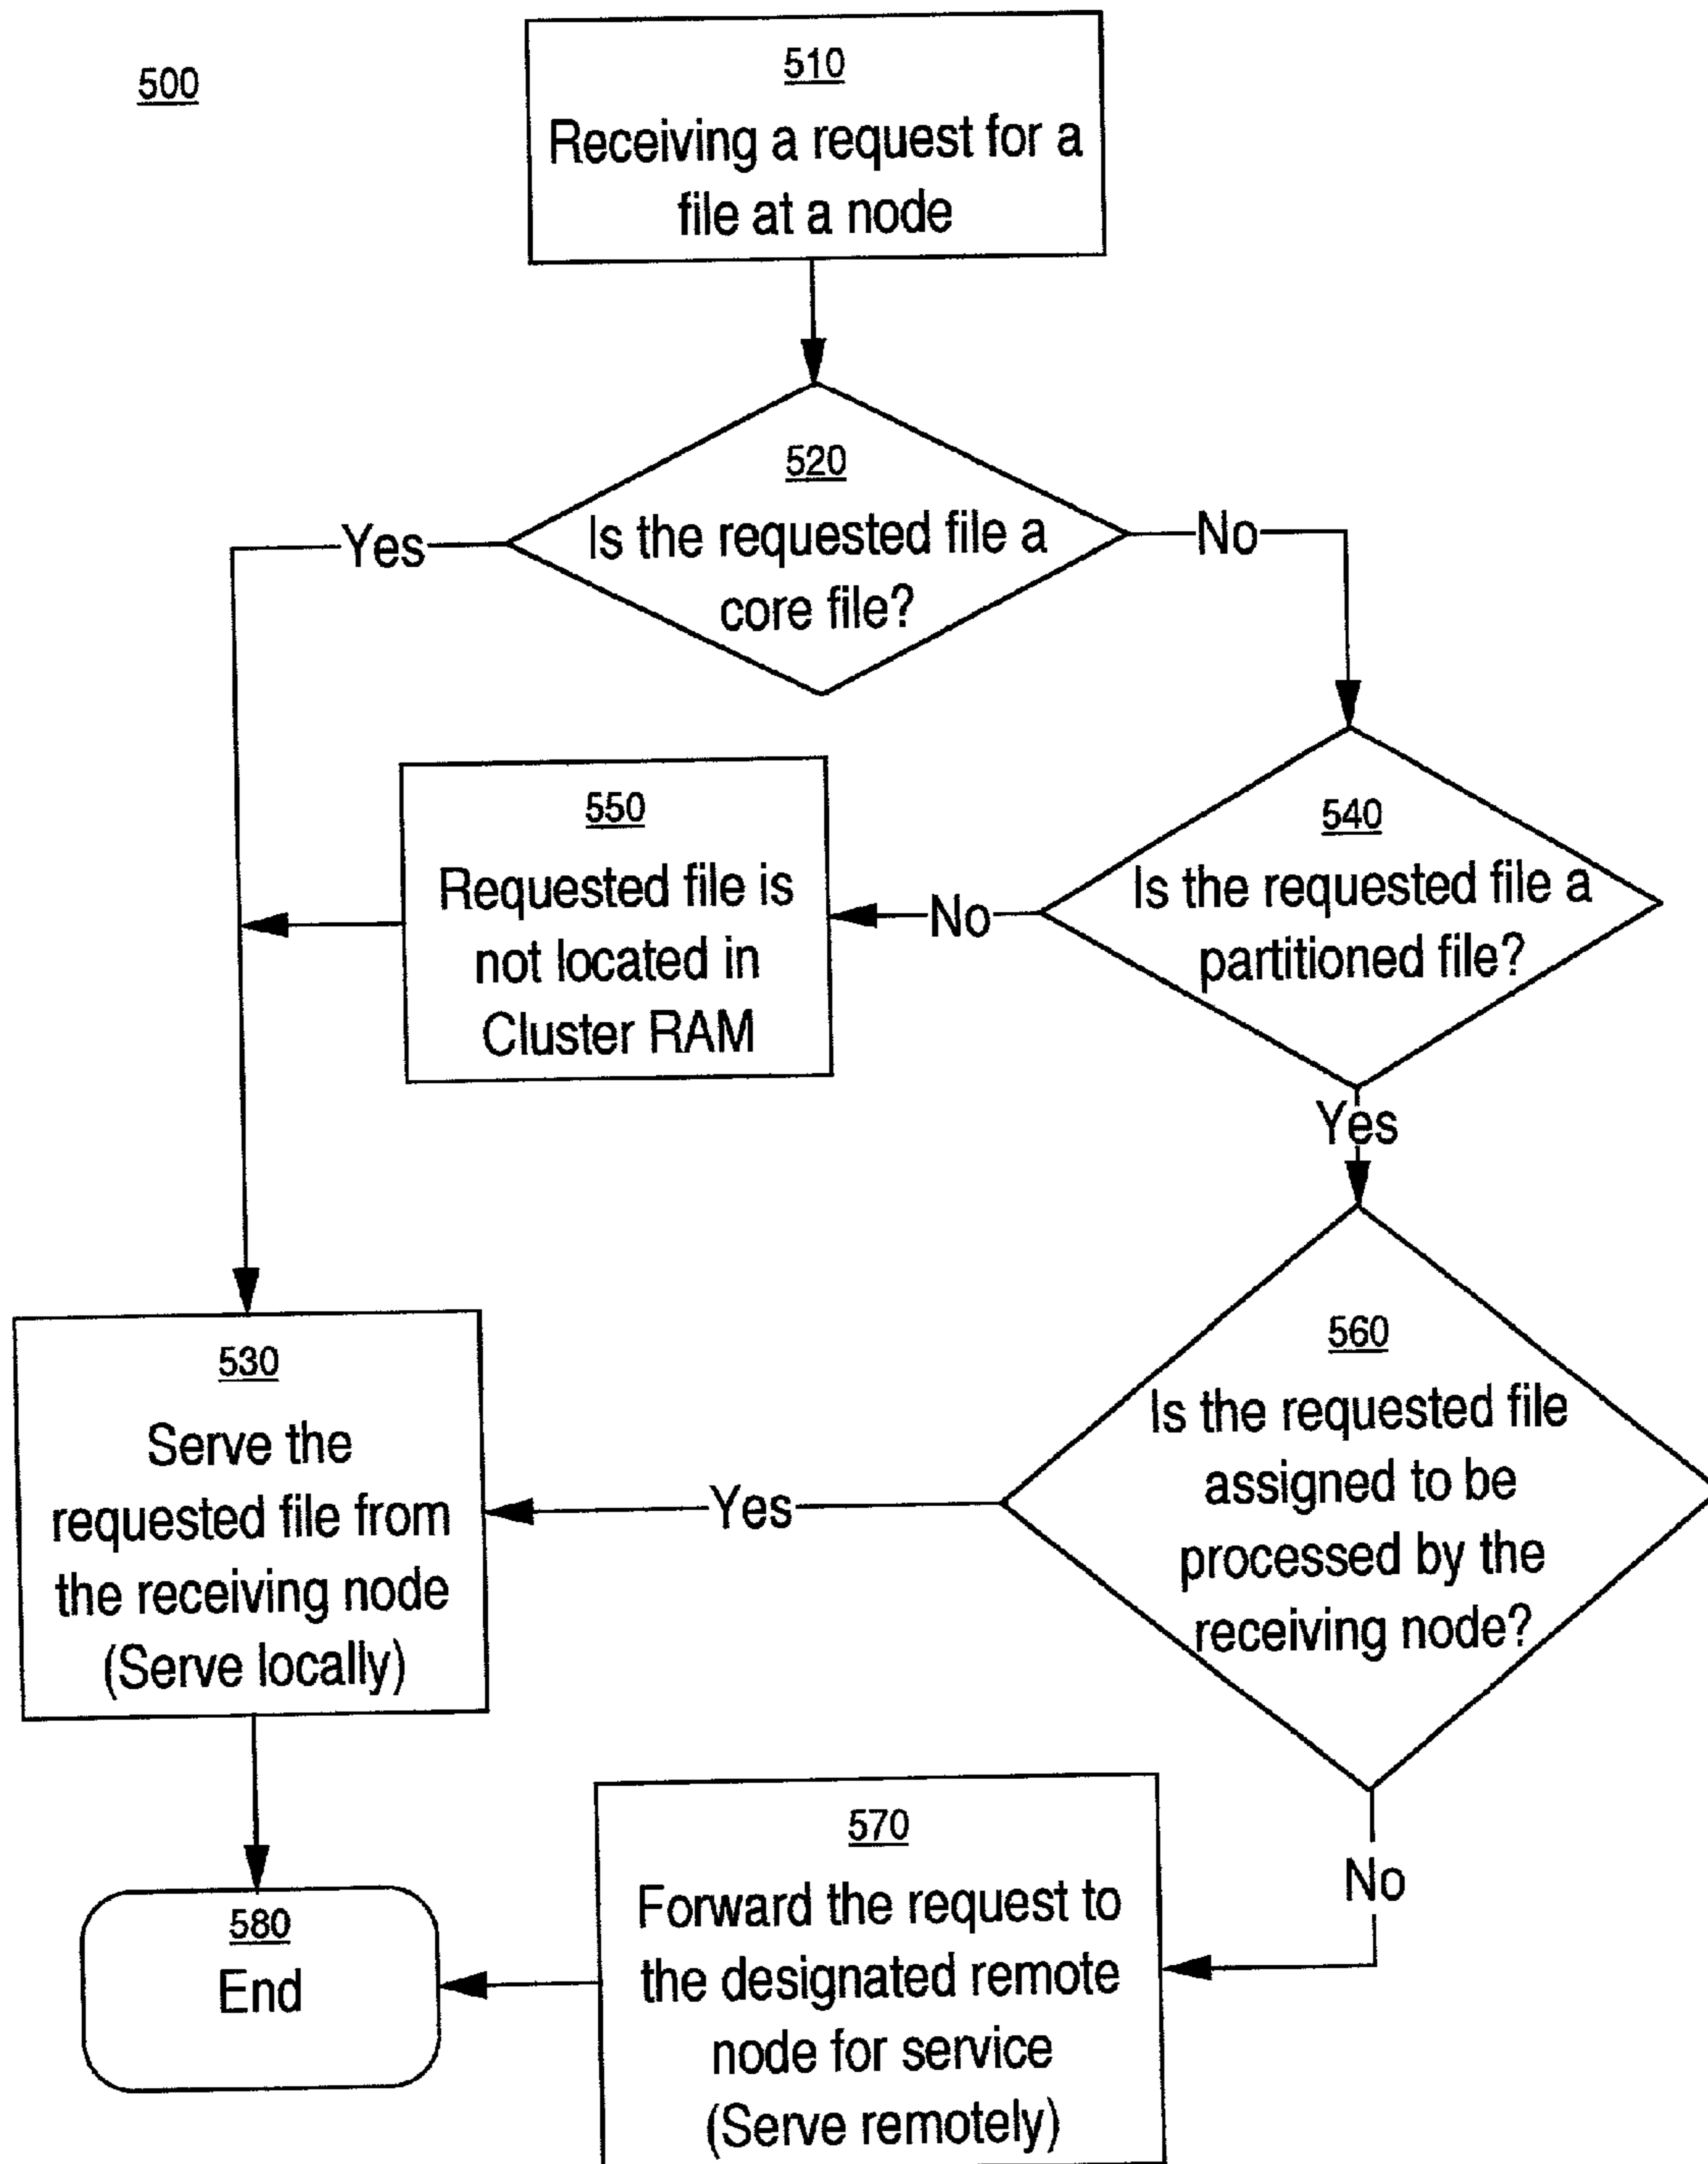 500
510
Receiving a request for a
file at a node
520
Is the requested file a
core file?
Yes
No
550
Requested file is
not located in
Cluster RAM
No
540
Is the requested file a
partitioned file?
Yes
530
Serve the
requested file from
the receiving node
(Serve locally)
Yes
560
Is the requested file
assigned to be
processed by the
receiving node?
No
570
Forward the request to
the designated remote
node for service
(Serve remotely)
580
End